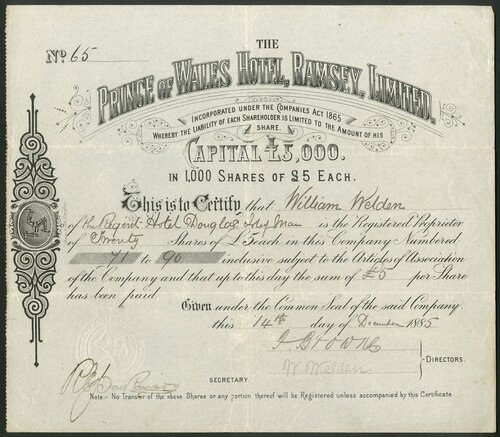 No. 65
THE
PRINCE OF WALES HOTEL, RAMSEY, LIMITED.
INCORPORATED UNDER THE COMPANIES ACT 1865
WHEREBY THE LIABILITY OF EACH SHAREHOLDER IS LIMITED TO THE AMOUNT OF HIS
SHARE.
CAPITAL £5,000.
IN 1,000 SHARES OF £5 EACH.
This is to Certify that William Welden
of the Regent Hotel Douglas Isle of Man is the Registered Proprietor
of Twenty Shares of £5 each in this Company Numbered
71 to 90 inclusive subject to the Articles of Association
of the Company and that up to this day the sum of £5 per Share
has been paid
Given under the Common Seal of the said Company
this 14th day of December 1885
W. Welden
DIRECTORS.
SECRETARY
Note:- No Transfer of the above Shares or any portion thereof will be Registered unless accompanied by this Certificate